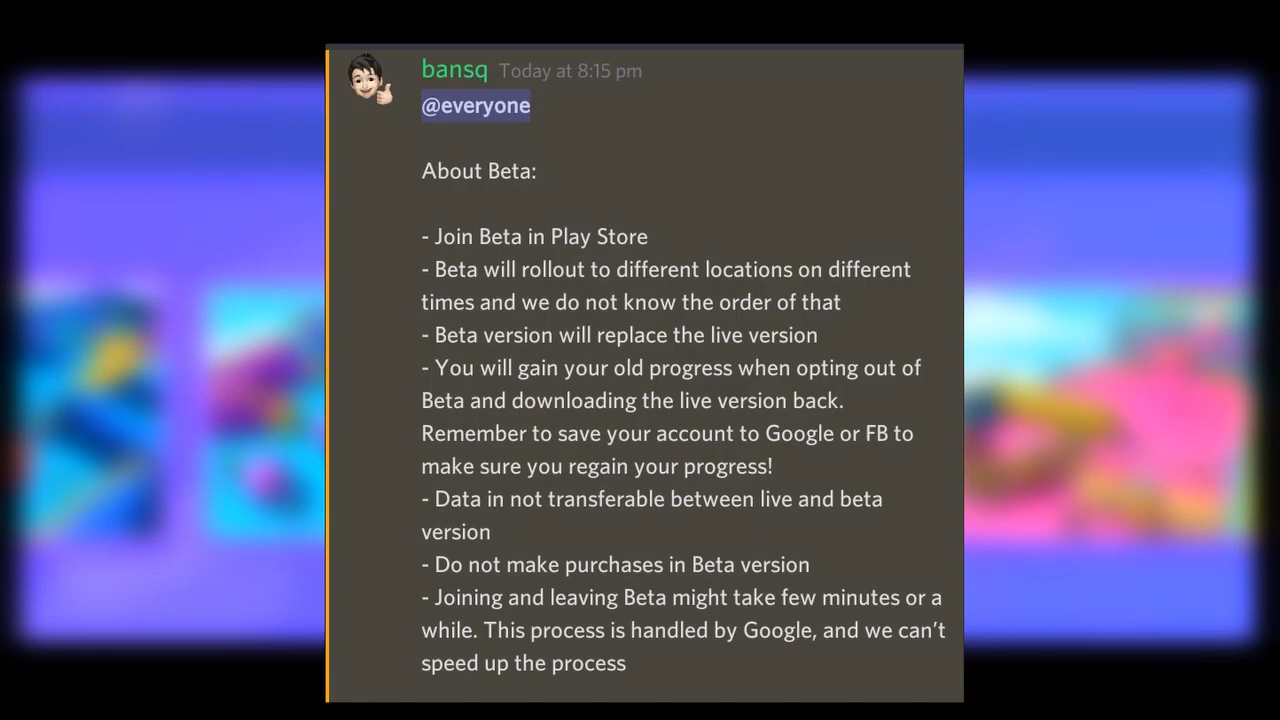 bansq Today at 8:15 pm
@everyone
About Beta:
- Join Beta in Play Store
- Beta will rollout to different locations on different
times and we do not know the order of that
- Beta version will replace the live version
- You will gain your old progress when opting out of
Beta and downloading the live version back.
Remember to save your account to Google or FB to
make sure you regain your progress!
- Data in not transferable between live and beta
version
- Do not make purchases in Beta version
- Joining and leaving Beta might take few minutes or a
while. This process is handled by Google, and we can’t
speed up the process